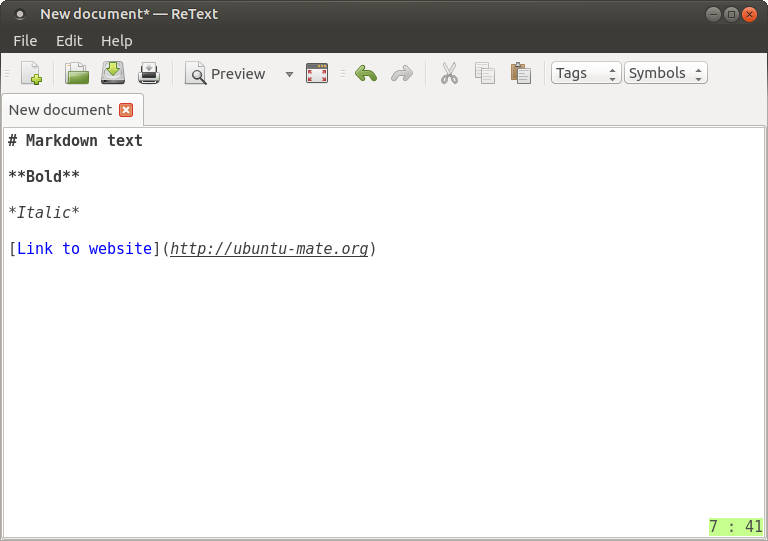 New document* — ReText
File Edit Help
Preview Tags Symbols
New document
# Markdown text
**Bold**
*Italic*
[Link to website](http://ubuntu-mate.org)
7 : 41